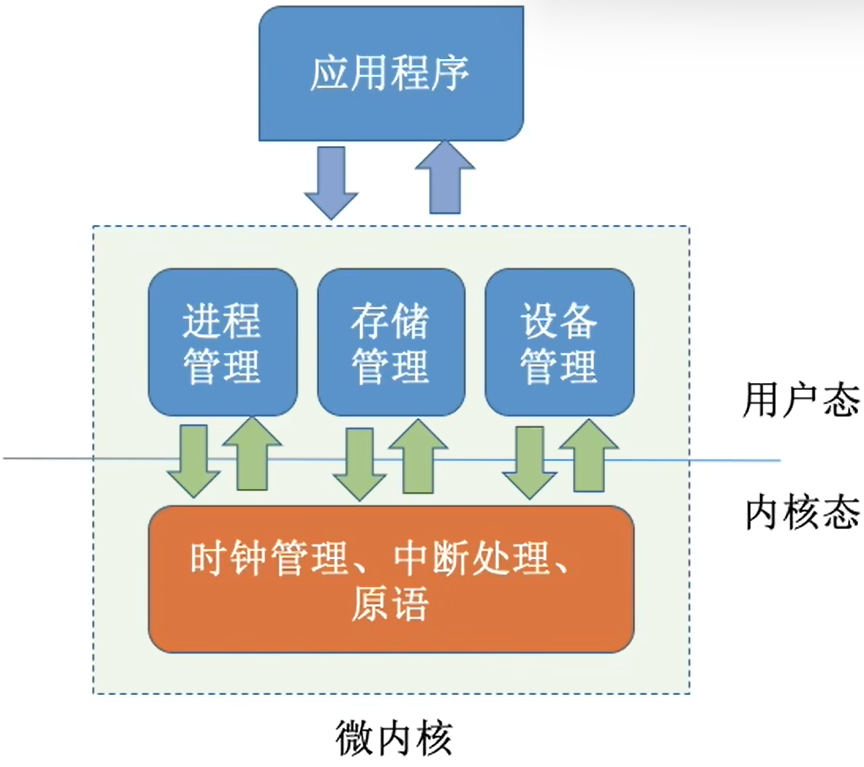 应用程序
进程
管理
存储
管理
设备
管理
用户态
内核态
时钟管理、中断处理、
原语
微内核